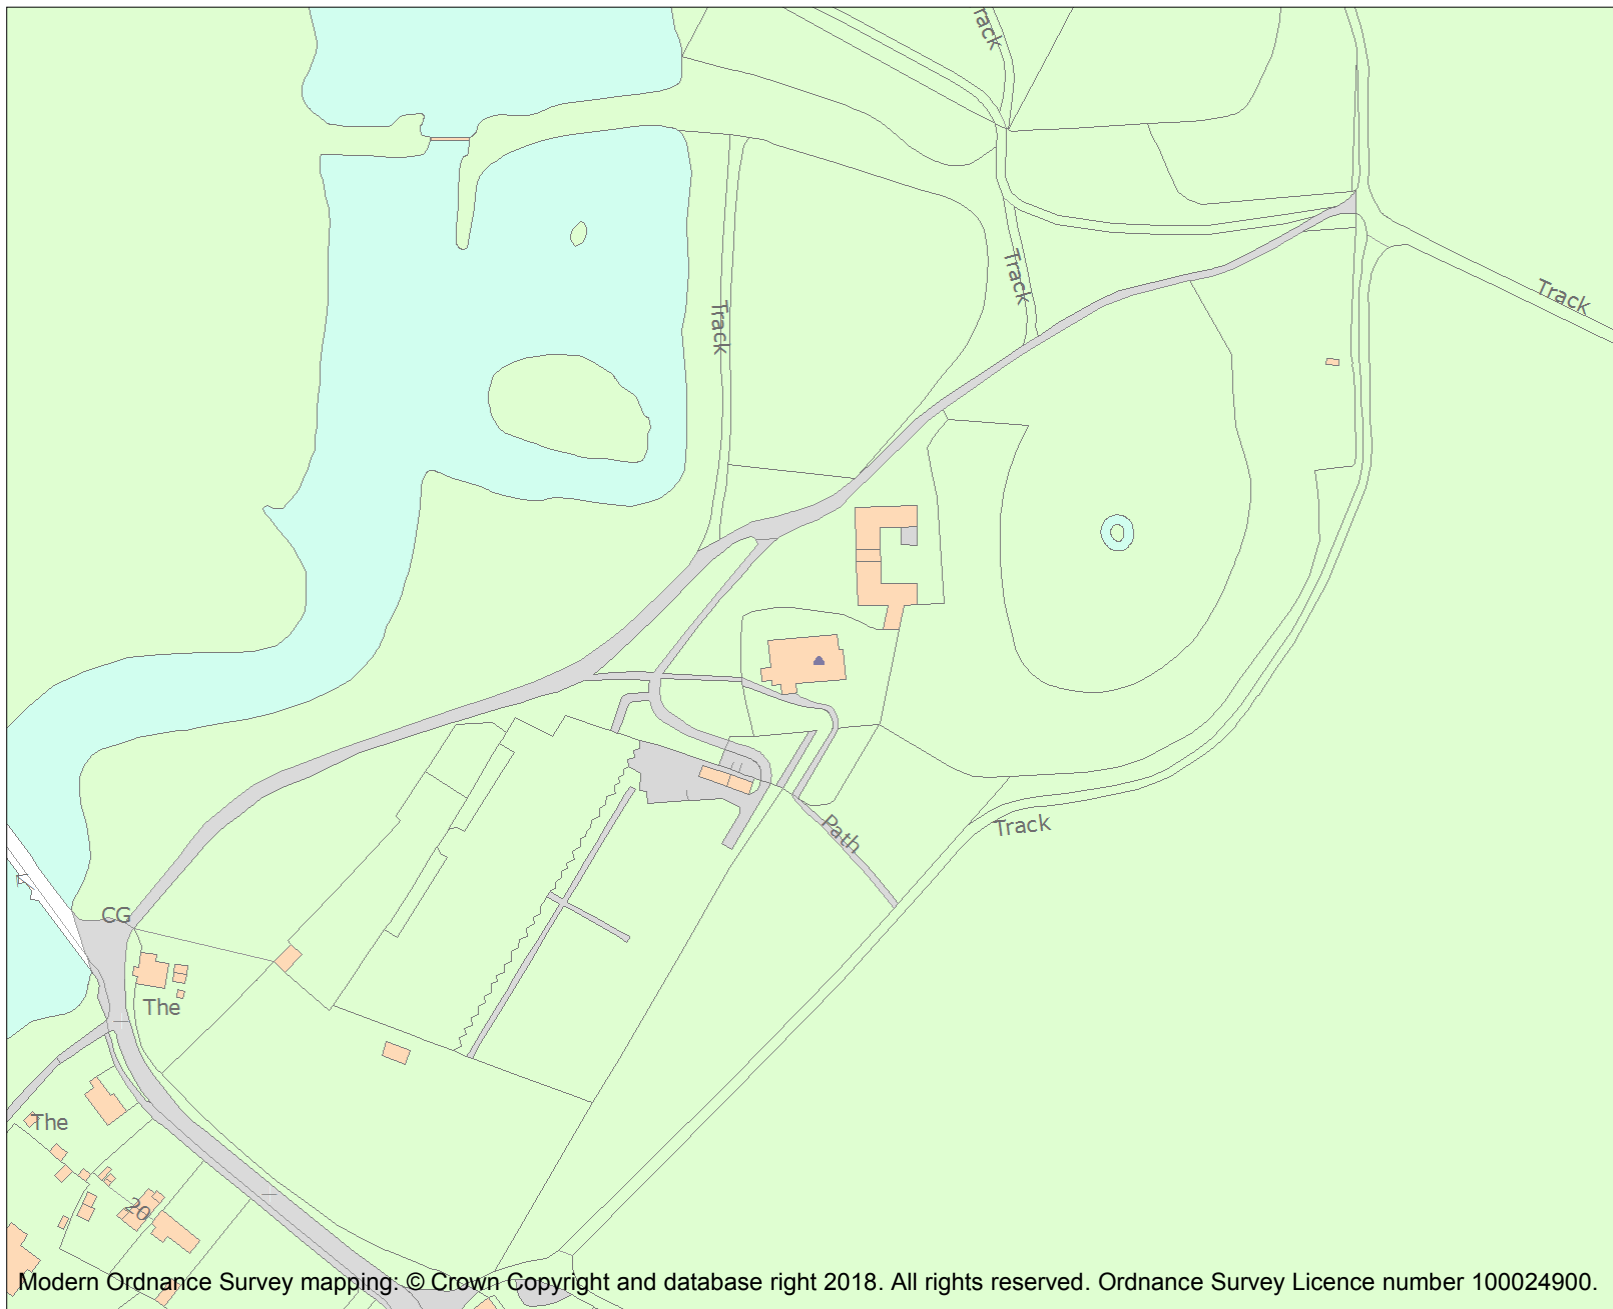 rack
Track
Track
Track
Path
Track
CG
The
The
20
Modern Ordnance Survey mapping: © Crown Copyright and database right 2018. All rights reserved. Ordnance Survey Licence number 100024900.